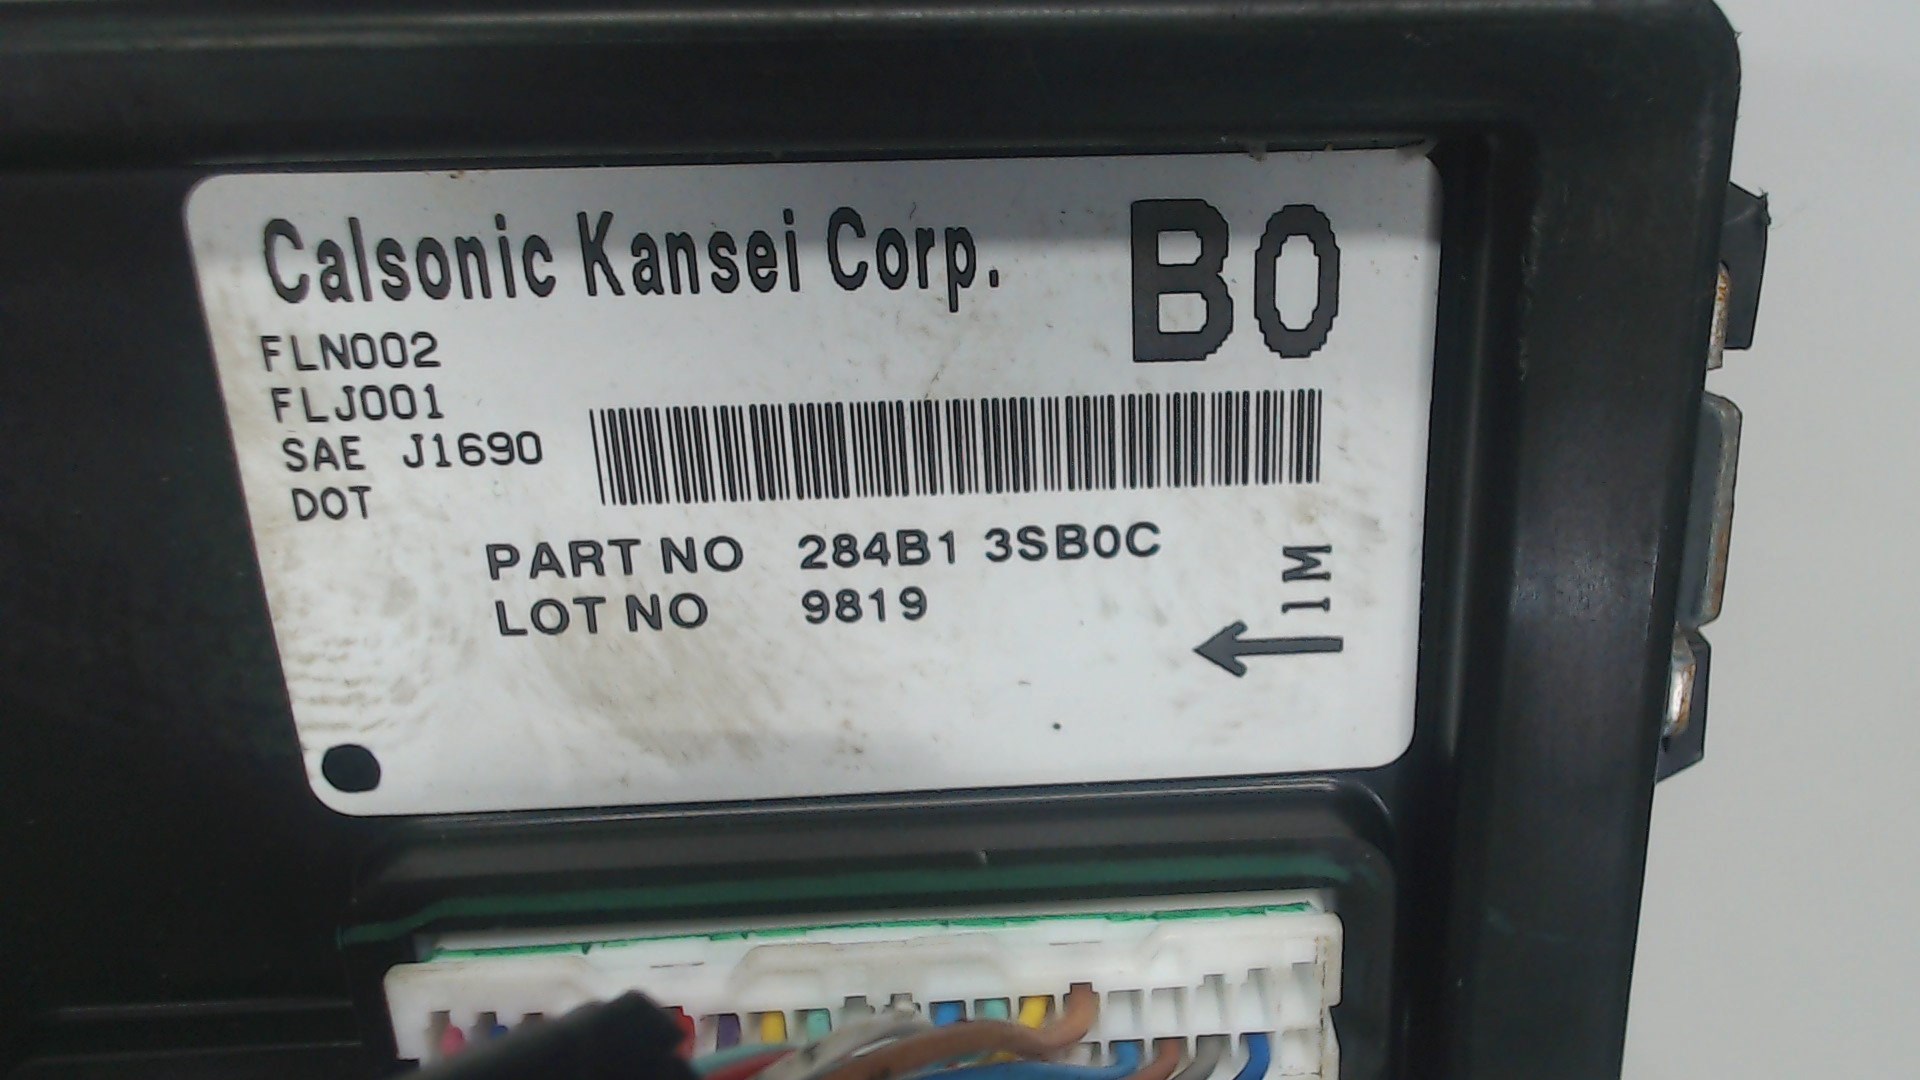 Calsonic Kansei Corp.
B0
FLN002
FLJ001
SAE J1690
DOT
PART NO 284B1 3SB0C
LOT NO 9819
1M